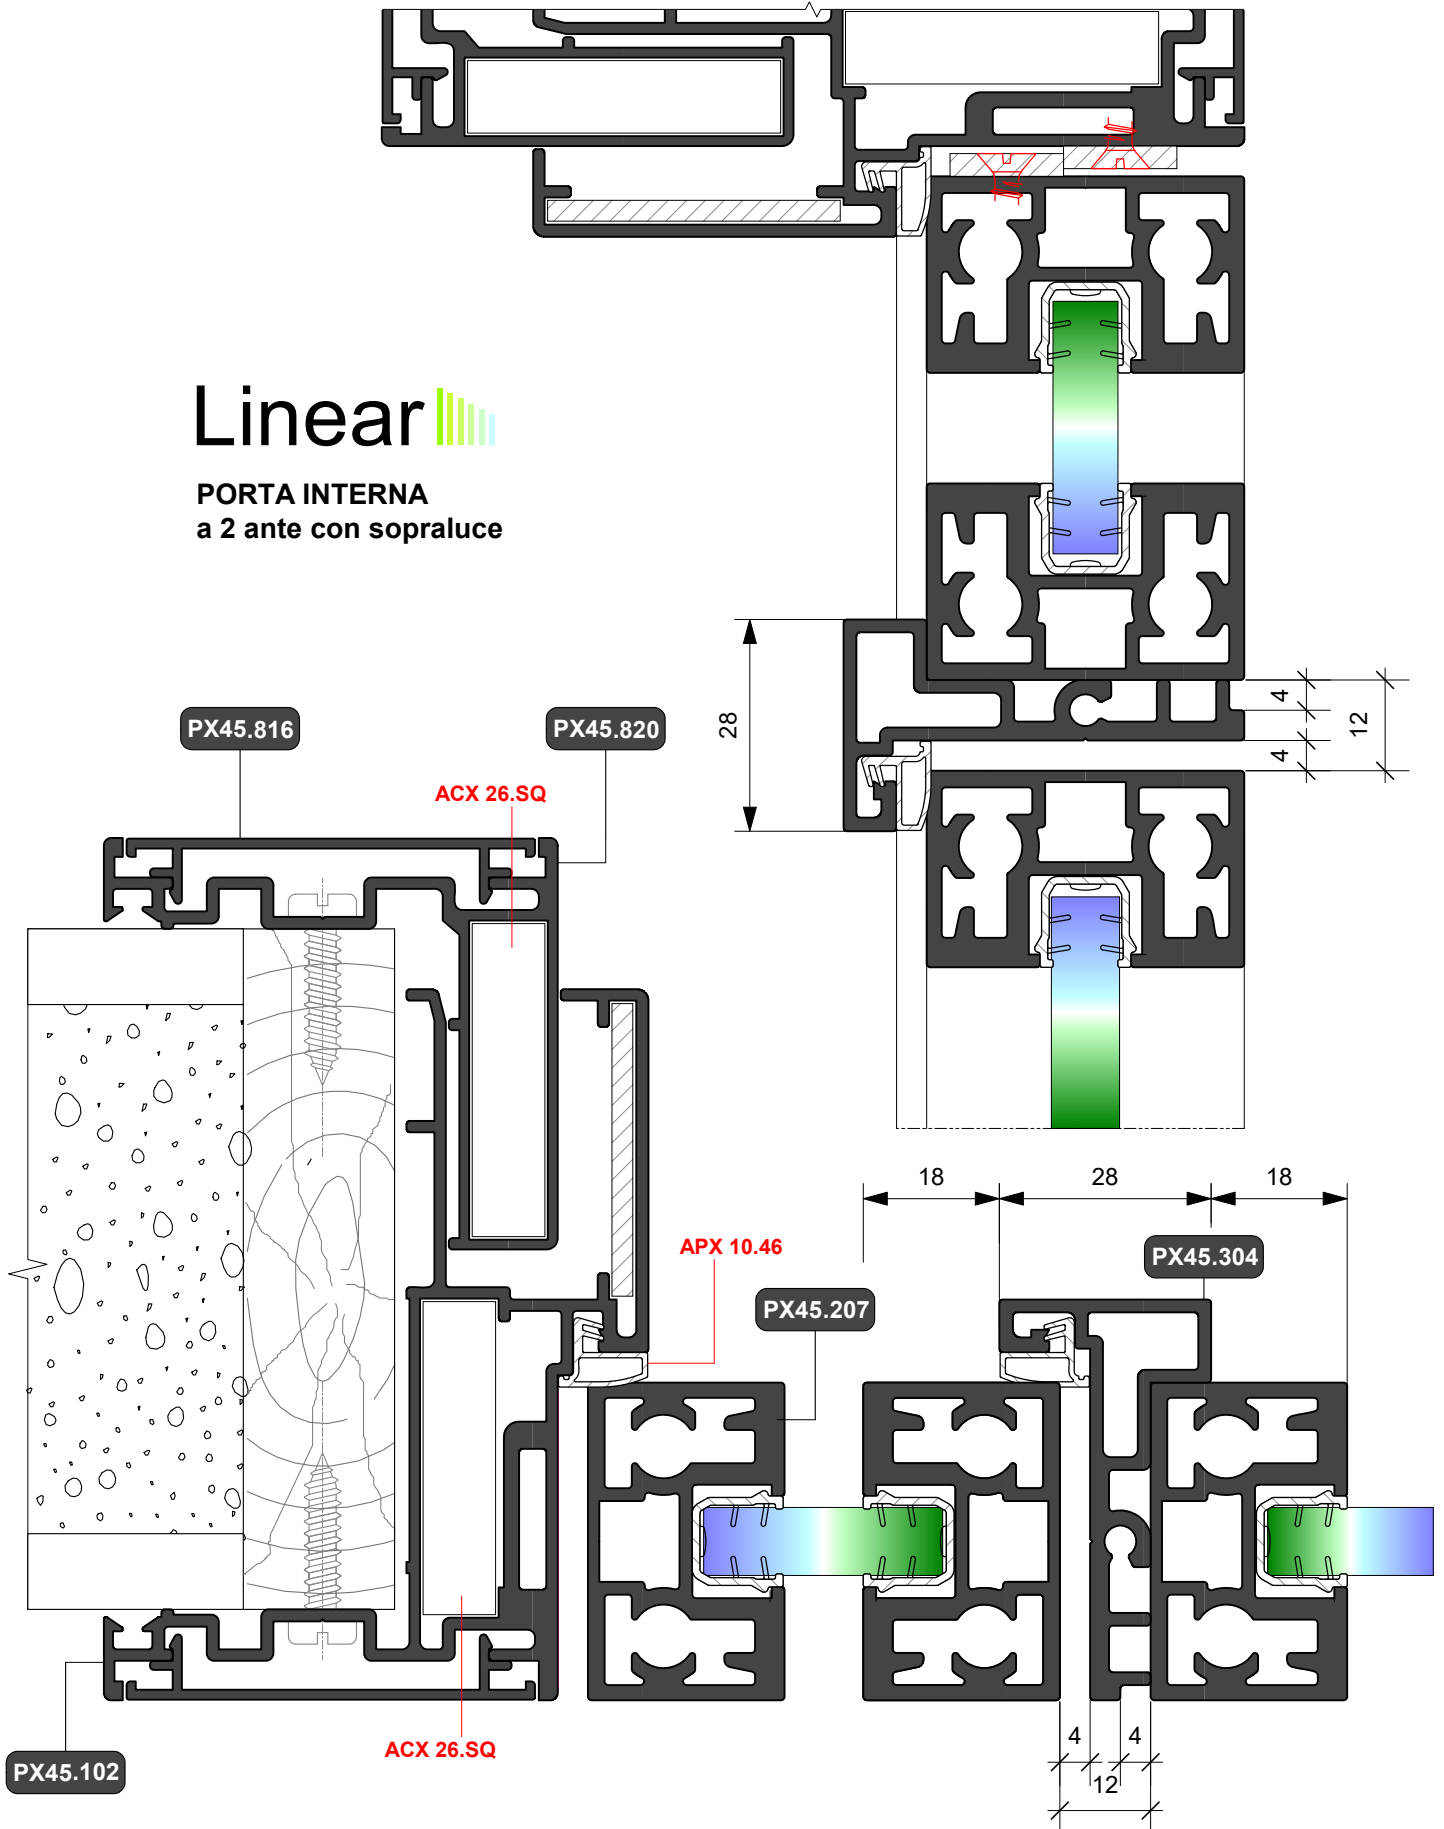 Linear
PORTA INTERNA
a 2 ante con sopraluce
28
4
12
4
PX45.816
PX45.820
ACX 26.SQ
18
28
18
APX 10.46
PX45.304
PX45.207
4
4
12
ACX 26.SQ
PX45.102